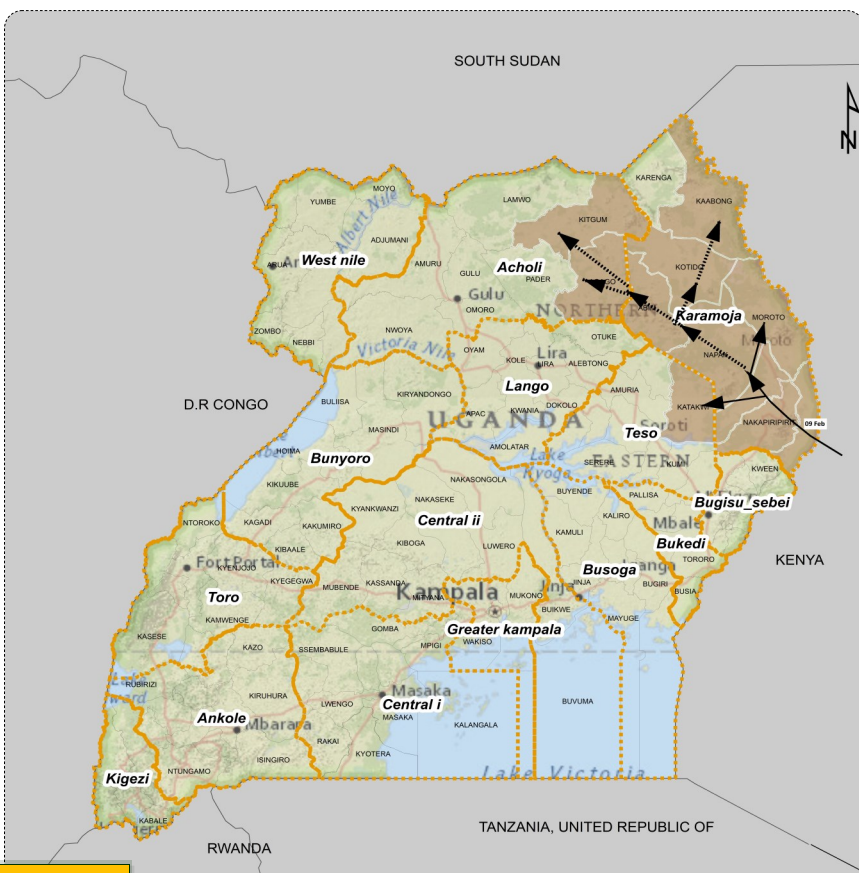 SOUTH SUDAN
N
KARENGA
MOYO
YUMBE
LAMWO
KAABONG
Albert Nile
KITGUM
ADJUMANI
West nile
ARUA
AMURU
Acholi
KOTIDO
GULU
PADER
Gulu
OMORO
NORTHERN
Karamoja
MOROTO
ZOMBO
NEBBI
NWOYA
Victoria Nile
OTUKE
OYAM
KOLE
Lira
LIRA
ALEBTONG
NAPAK
D.R CONGO
BULIISA
KIRYANDONGO
Lango
AMURIA
APAC
KWANIA
DOKOLO
KATAKWI
UGANDA
Soroti
NAKAPIRIPIRIT
09 Feb
MASINDI
Teso
HOIMA
AMOLATAR
Lake
Kyoga
EASTERN
Bunyoro
SERERE
KUMI
KWEEN
KIKUUBE
NAKASONGOLA
BUYENDE
PALLISA
Bugisu_sebei
NAKASEKE
NTOROKO
KAGADI
KAKUMIRO
KYANKWANZI
Central ii
KALIRO
Mbale
KAMULI
KIBOGA
LUWERO
Bukedi
KIBAALE
Fort Portal
KYENJOJO
KYEGEGWA
Busoga
TORORO
KENYA
MUBENDE
KASSANDA
Kampala
MITYANA
MUKONO
Jinja
JINJA
BUGIRI
BUSIA
Toro
BUIKWE
MAYUGE
KAMWENGE
GOMBA
Greater kampala
KASESE
KAZO
SSEMBABULE
MPIGI
WAKISO
RUBIRIZI
KIRUHURA
LWENGO
Masaka
BUVUMA
Central i
MASAKA
Ankole
KALANGALA
Mbarara
RAKAI
KYOTERA
ISINGIRO
Kigezi
NTUNGAMO
Lake Victoria
KABALE
TANZANIA, UNITED REPUBLIC OF
RWANDA